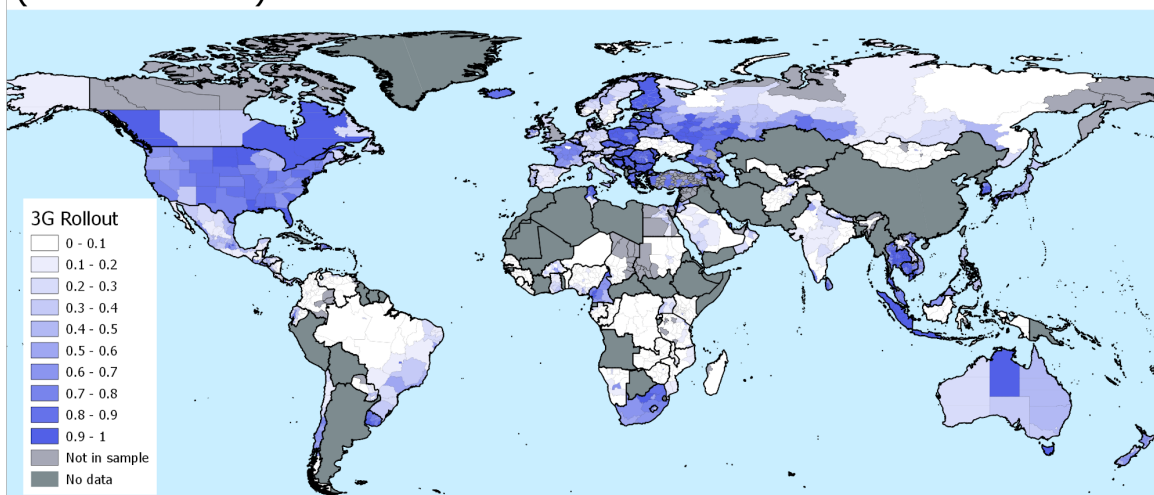 3G Rollout
0 - 0.1
0.1 - 0.2
0.2 - 0.3
0.3 - 0.4
0.4 - 0.5
0.5 - 0.6
0.6 - 0.7
0.7 - 0.8
0.8 - 0.9
0.9 - 1
Not in sample
No data